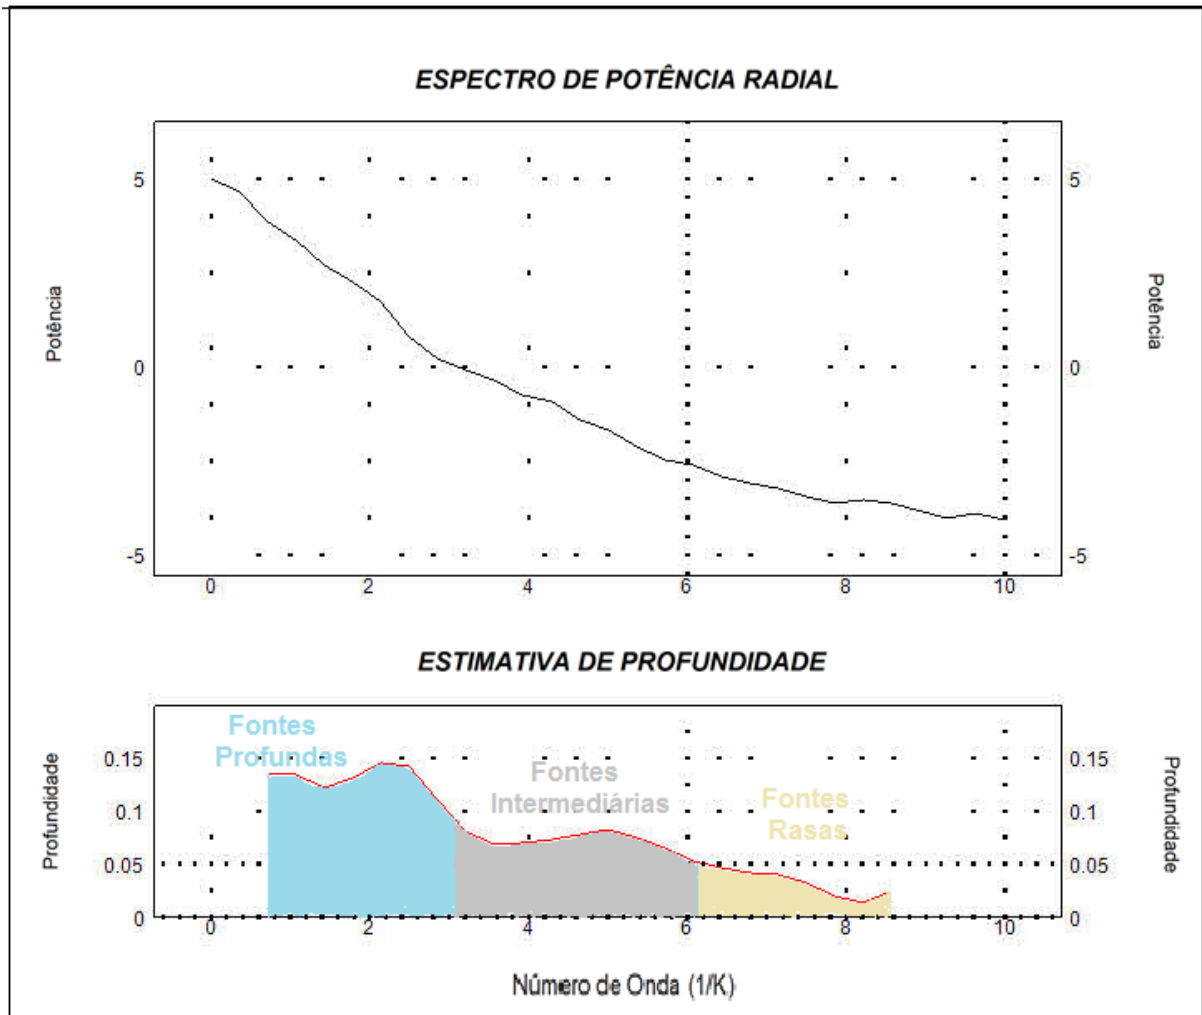 ESPECTRO DE POTÊNCIA RADIAL
5
5
Potência
Potência
0
0
-5
-5
0 2 4 6 8 10
ESTIMATIVA DE PROFUNDIDADE
Fontes
Profundas
Fontes
Intermediárias
Fontes
Rasas
Profundidade
Profundidade
0.15
0.15
0.1
0.1
0.05
0.05
0
0
0 2 4 6 8 10
Número de Onda (1/K)